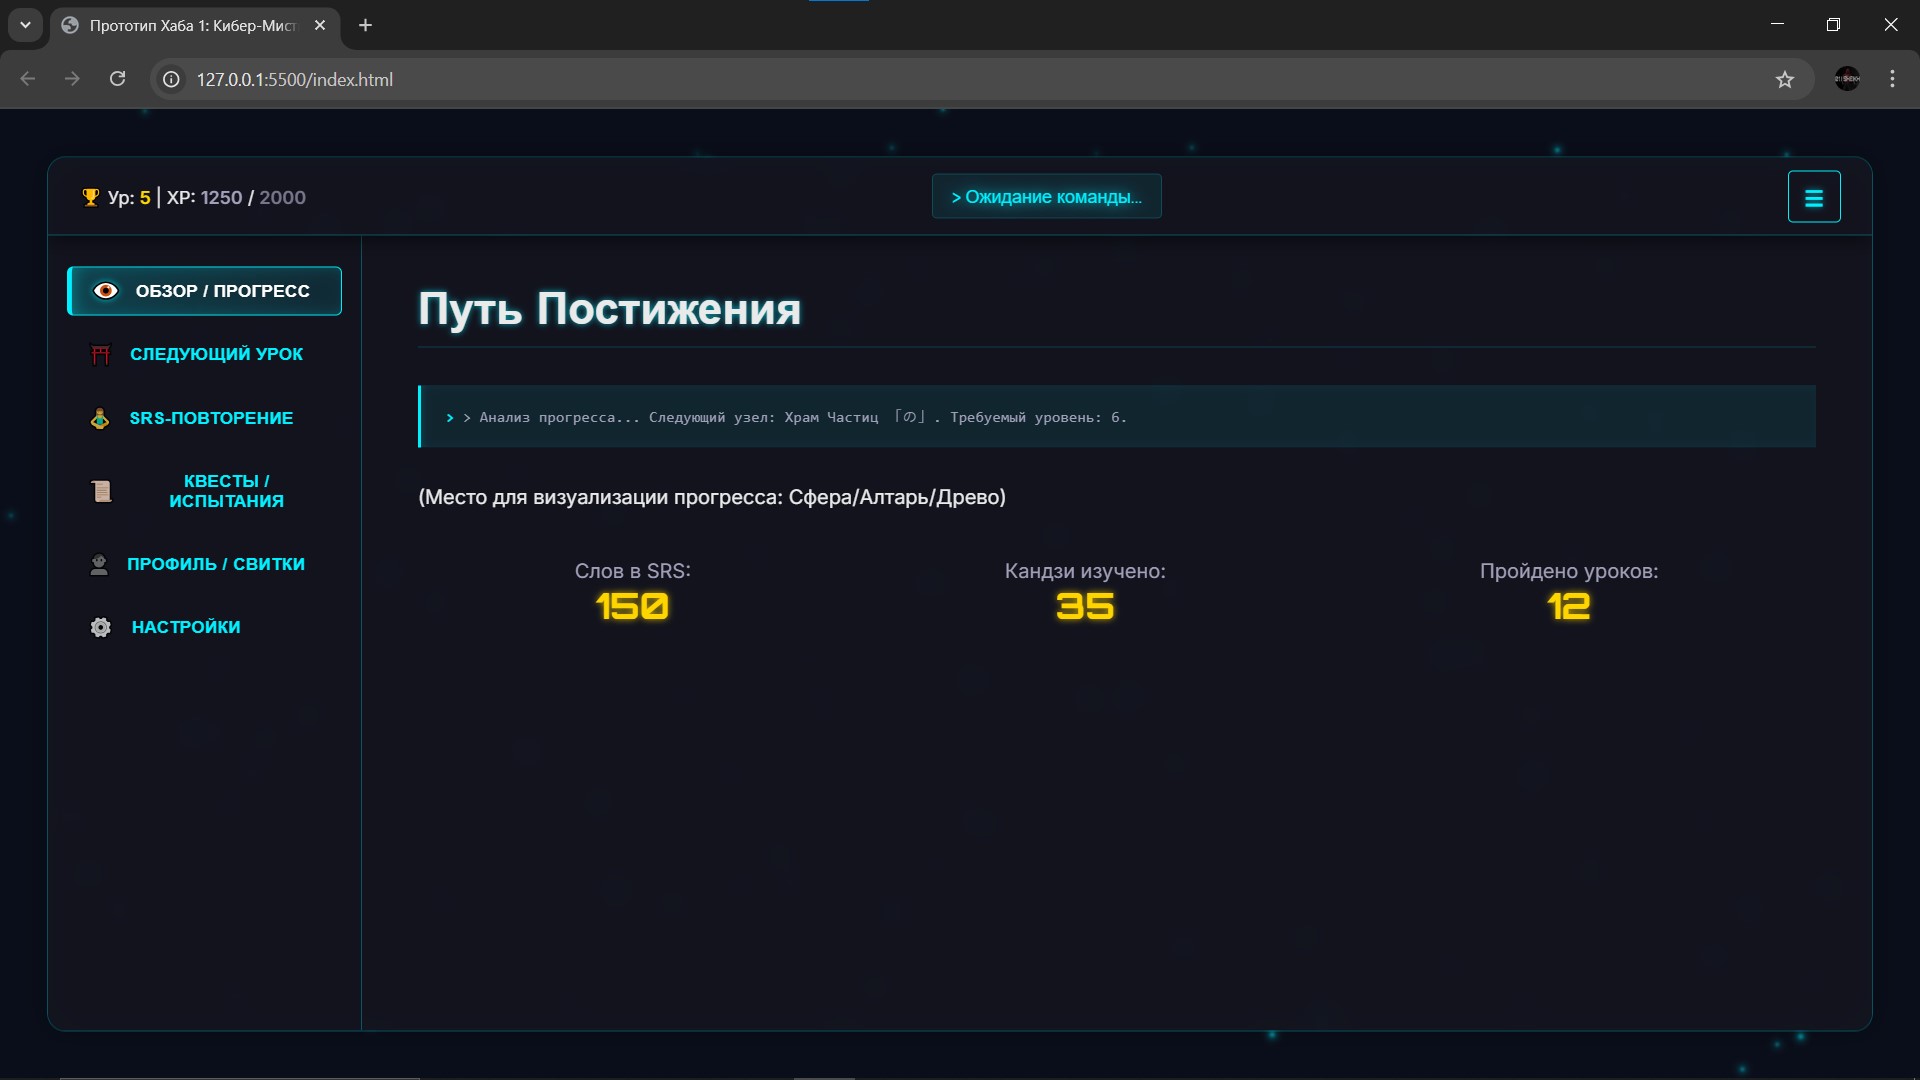 Прототип Хаба 1: Кибер-Мист
127.0.0.1:5500/index.html
Ур: 5 | XP: 1250 / 2000
> Ожидание команды...
ОБЗОР / ПРОГРЕСС
СЛЕДУЮЩИЙ УРОК
SRS-ПОВТОРЕНИЕ
КВЕСТЫ /
ИСПЫТАНИЯ
ПРОФИЛЬ / СВИТКИ
НАСТРОЙКИ
Путь Постижения
> > Анализ прогресса... Следующий узел: Храм Частиц 「の」. Требуемый уровень: 6.
(Место для визуализации прогресса: Сфера/Алтарь/Древо)
Слов в SRS:
150
Кандзи изучено:
35
Пройдено уроков:
12